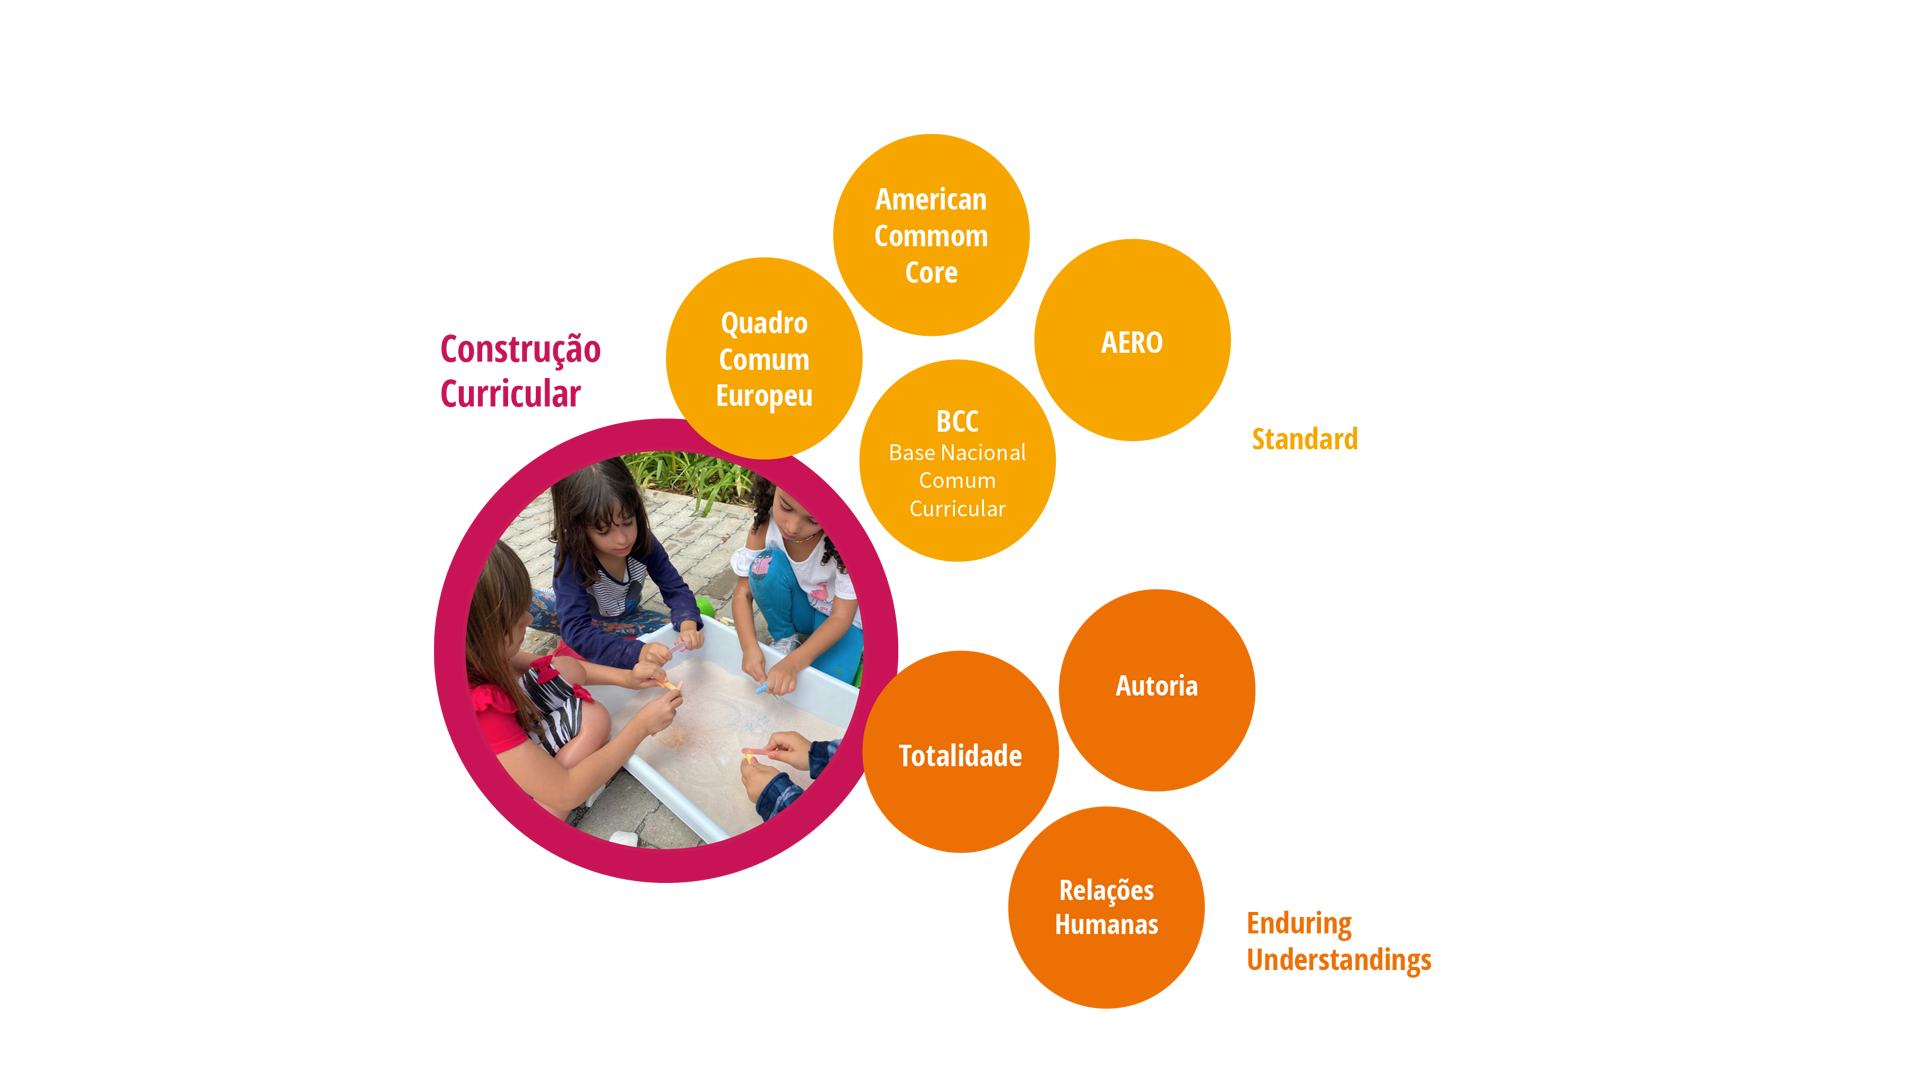 Construção
Curricular
Quadro
Comum
Europeu
American
Commom
Core
AERO
BCC
Base Nacional
Comum
Curricular
Standard
Totalidade
Autoria
Relações
Humanas
Enduring
Understandings